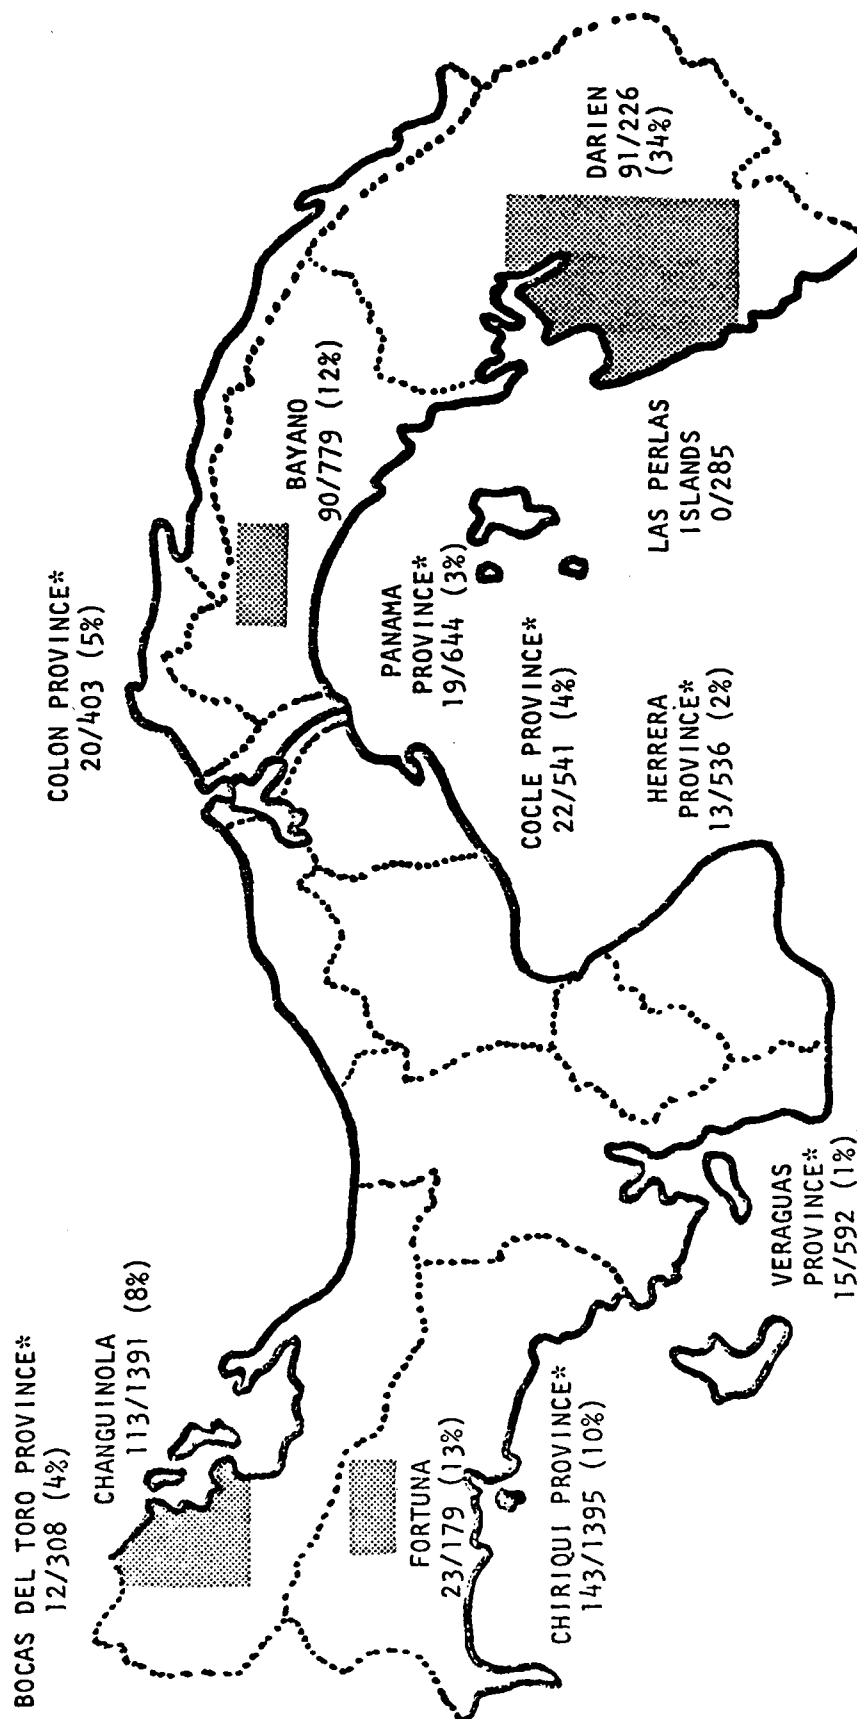 BOCAS DEL TORO PROVINCE*
12/308 (4%)
CHANGUINOLA
113/1391 (8%)
FORTUNA
23/179 (13%)
CHIRIQUI PROVINCE*
143/1395 (10%)
VERAGUAS
PROVINCE*
15/592 (1%)
COLON PROVINCE*
20/403 (5%)
BAYANO
90/779 (12%)
PANAMA
PROVINCE*
19/644 (3%)
COCLE PROVINCE*
22/541 (4%)
HERRERA
PROVINCE*
13/536 (2%)
LAS PERLAS
ISLANDS
0/285
DARIEN
91/226
(34%)